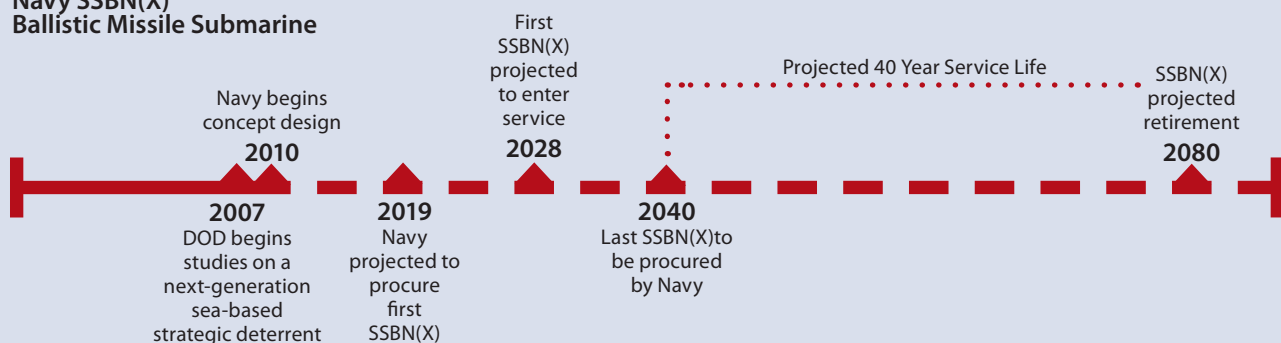 Navy SSBN(X)
Ballistic Missile Submarine
Navy begins
concept design
2010
First
SSBN(X)
projected
to enter
service
2028
Projected 40 Year Service Life
SSBN(X)
projected
retirement
2080
2007
DOD begins
studies on a
next-generation
sea-based
strategic deterrent
2019
Navy
projected to
procure
first
SSBN(X)
2040
Last SSBN(X)to
be procured
by Navy